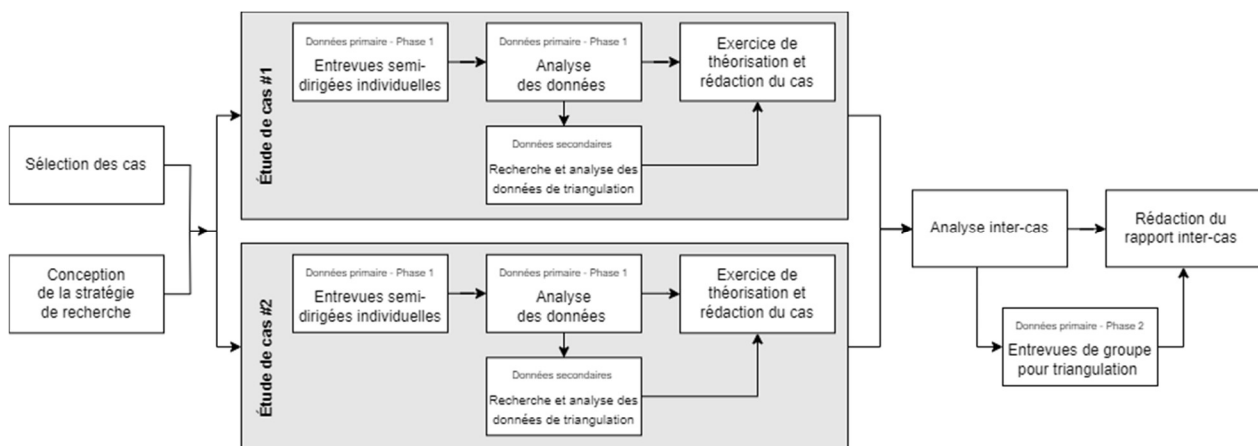 Sélection des cas
Conception
de la stratégie
de recherche
Étude de cas #1
Données primaire - Phase 1
Entrevues semi-
dirigées individuelles
Données primaire - Phase 1
Analyse
des données
Exercice de
théorisation et
rédaction du cas
Données secondaires
Recherche et analyse des
données de triangulation
Étude de cas #2
Données primaire - Phase 1
Entrevues semi-
dirigées individuelles
Données primaire - Phase 1
Analyse
des données
Exercice de
théorisation et
rédaction du cas
Données secondaires
Recherche et analyse des
données de triangulation
Analyse inter-cas
Rédaction du
rapport inter-cas
Données primaire - Phase 2
Entrevues de groupe
pour triangulation